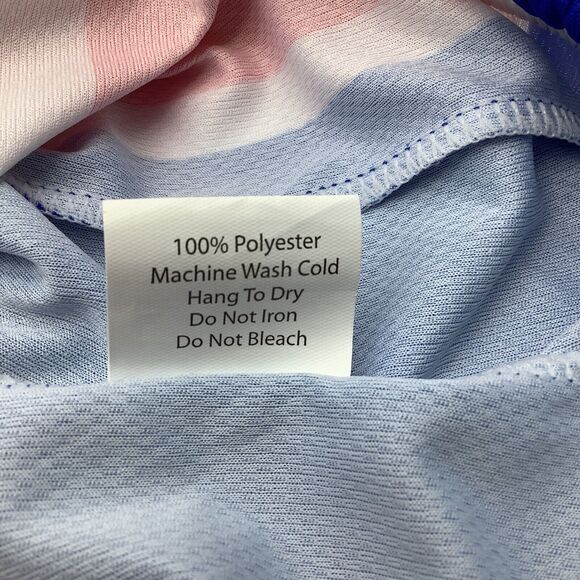 100% Polyester
Machine Wash Cold
Hang To Dry
Do Not Iron
Do Not Bleach